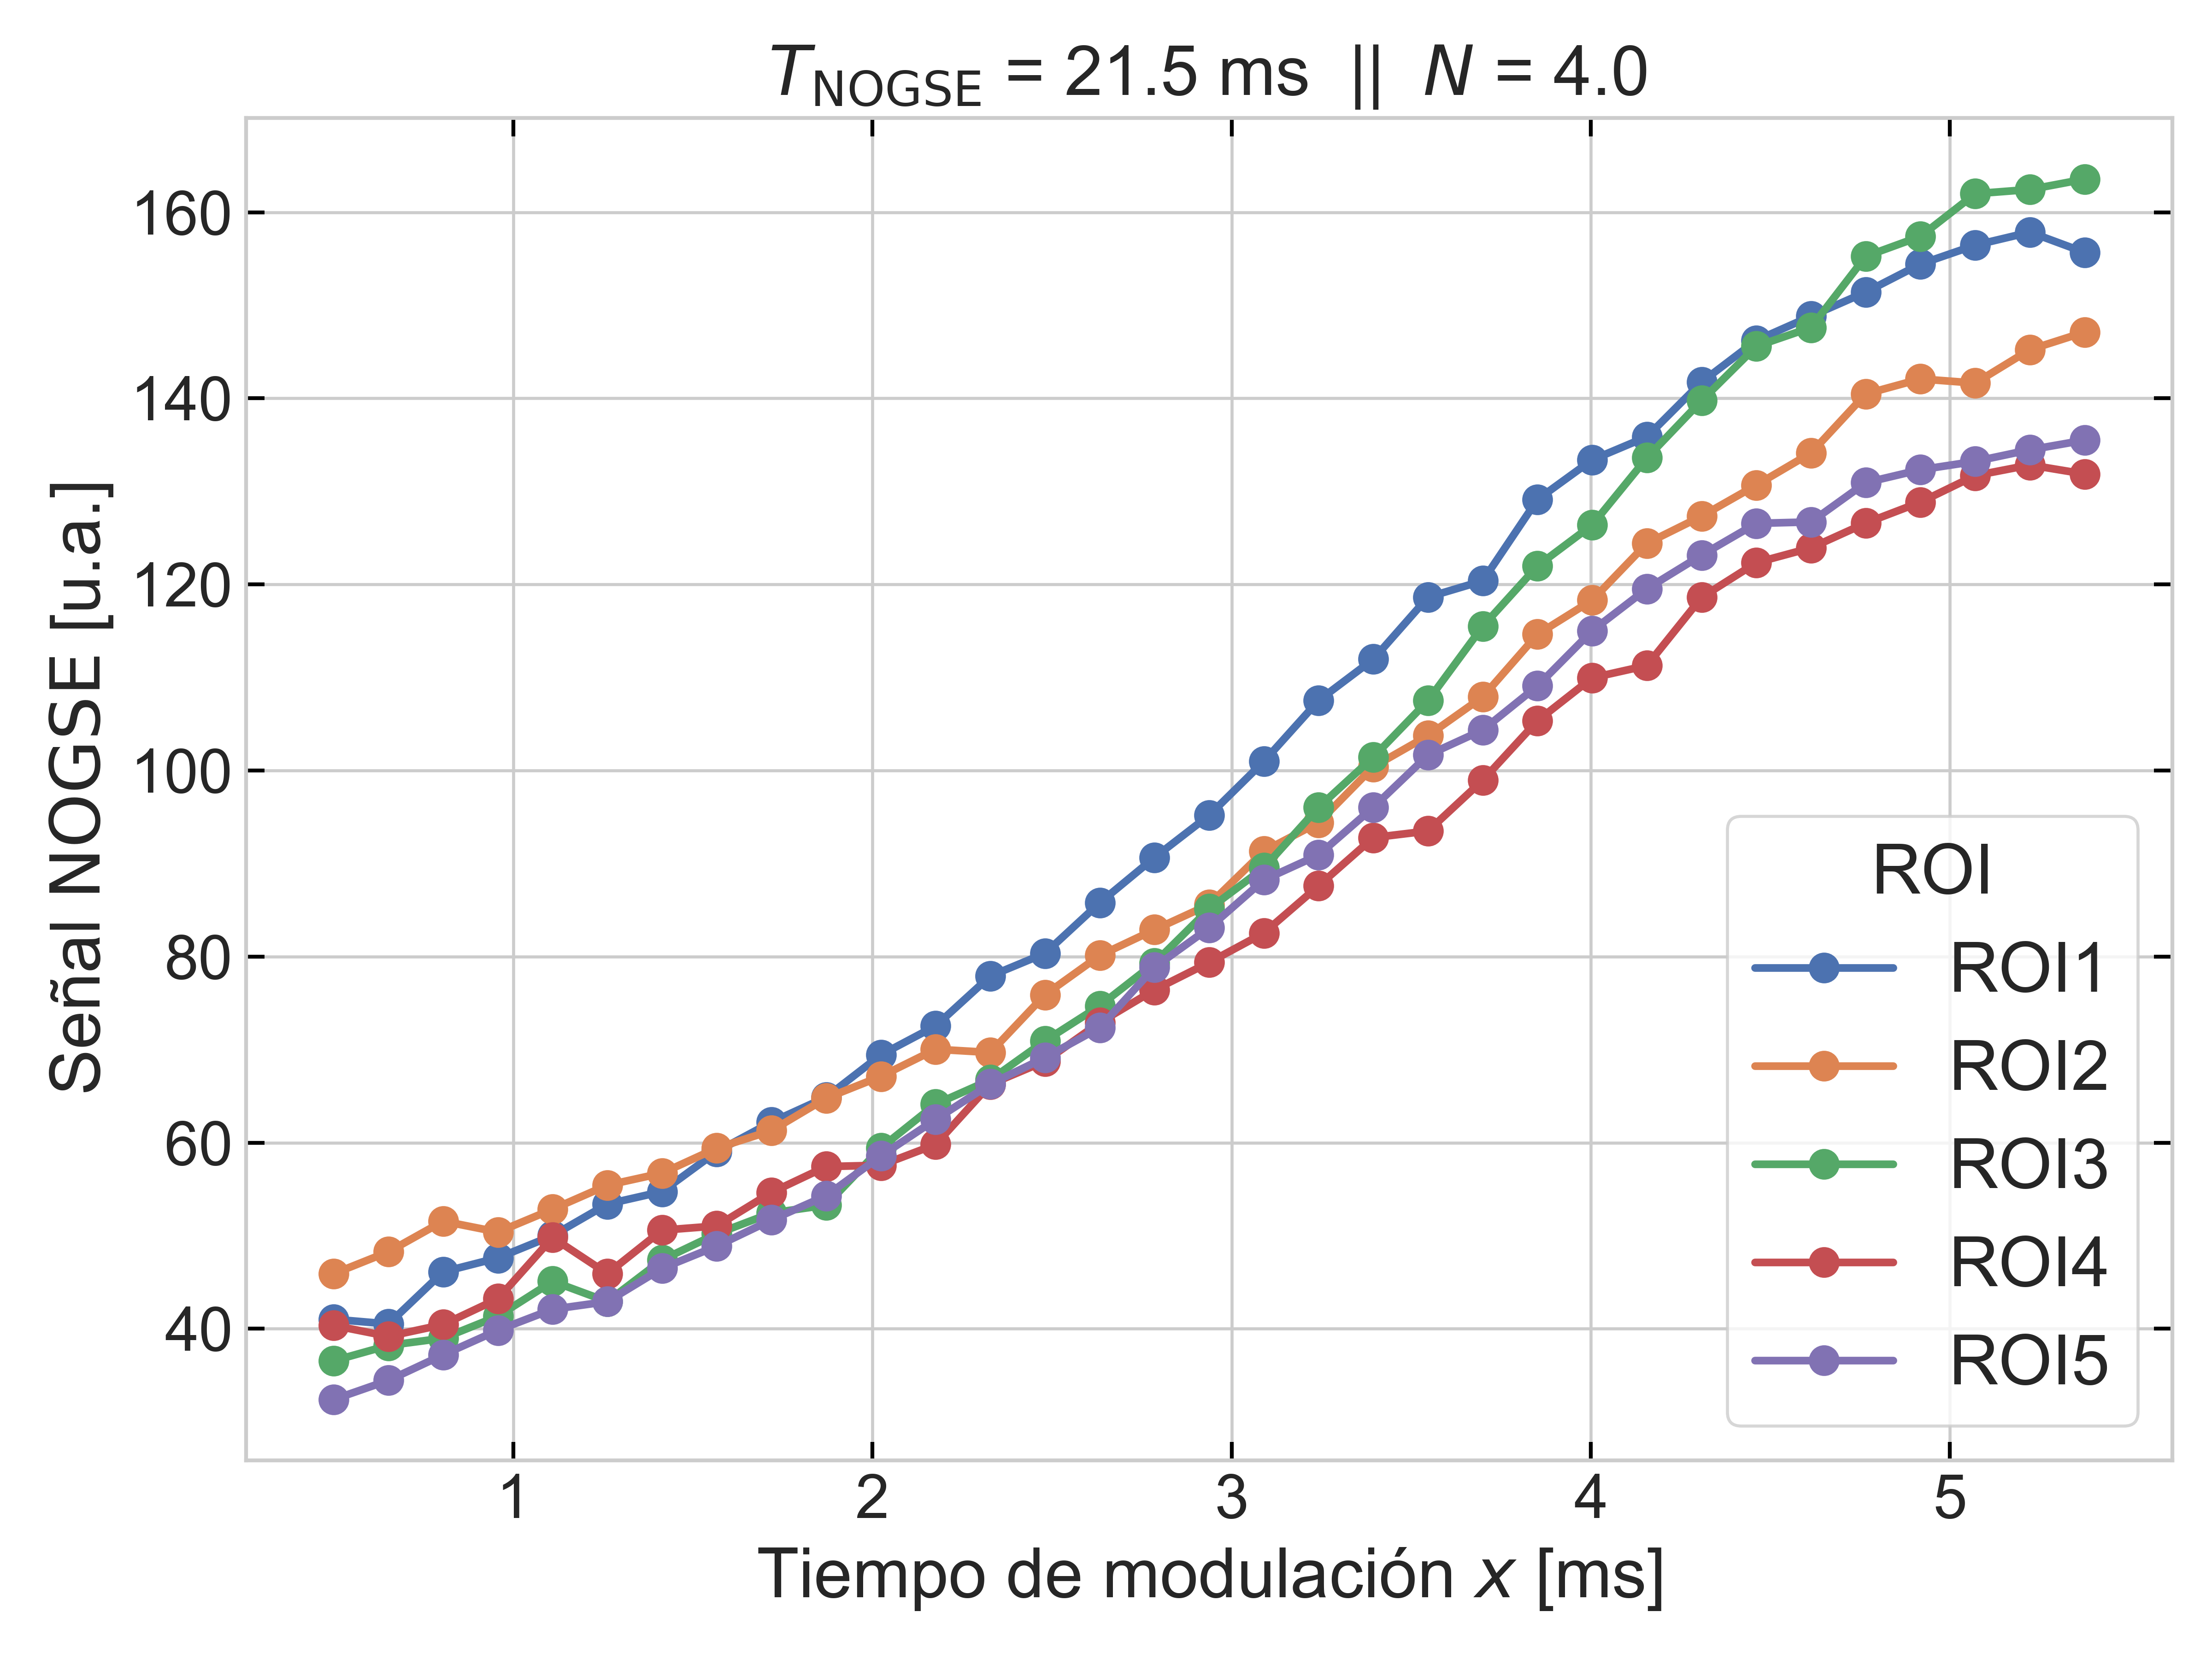 T_NOGSE = 21.5 ms || N = 4.0
Señal NOGSE [u.a.]
160
140
120
100
80
60
40
ROI
ROI1
ROI2
ROI3
ROI4
ROI5
1 2 3 4 5
Tiempo de modulación x [ms]